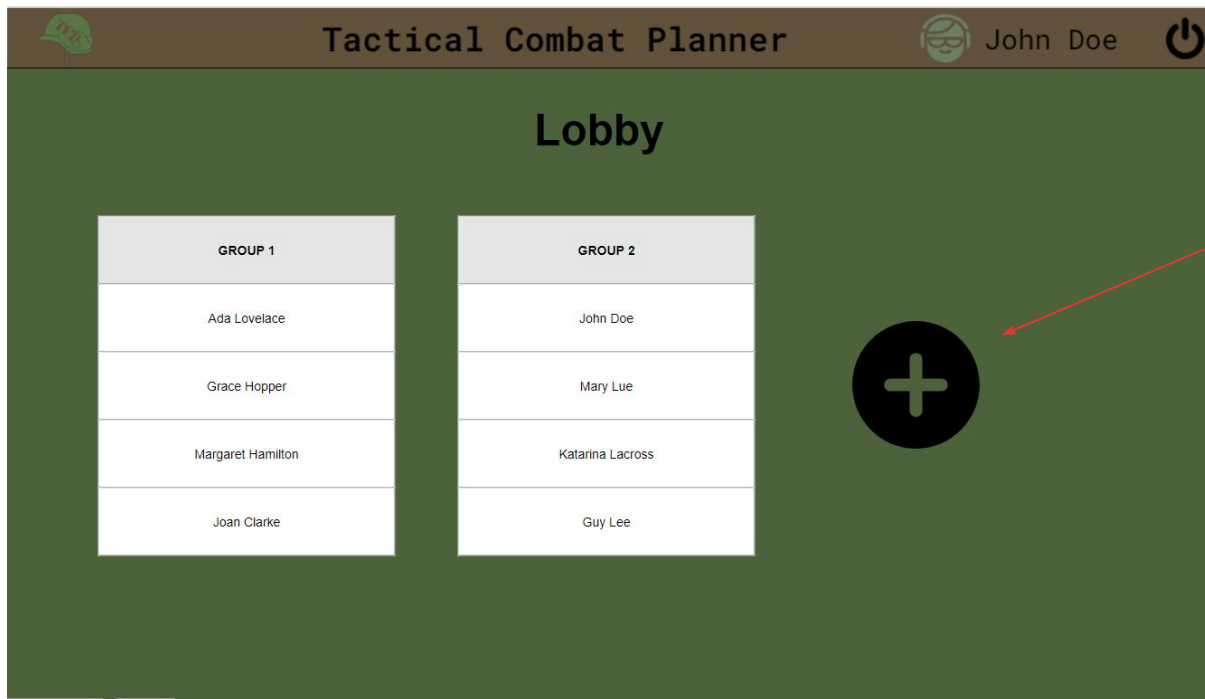 Tactical Combat Planner
John Doe
Lobby
GROUP 1
Ada Lovelace
Grace Hopper
Margaret Hamilton
Joan Clarke
GROUP 2
John Doe
Mary Lue
Katarina Lacross
Guy Lee